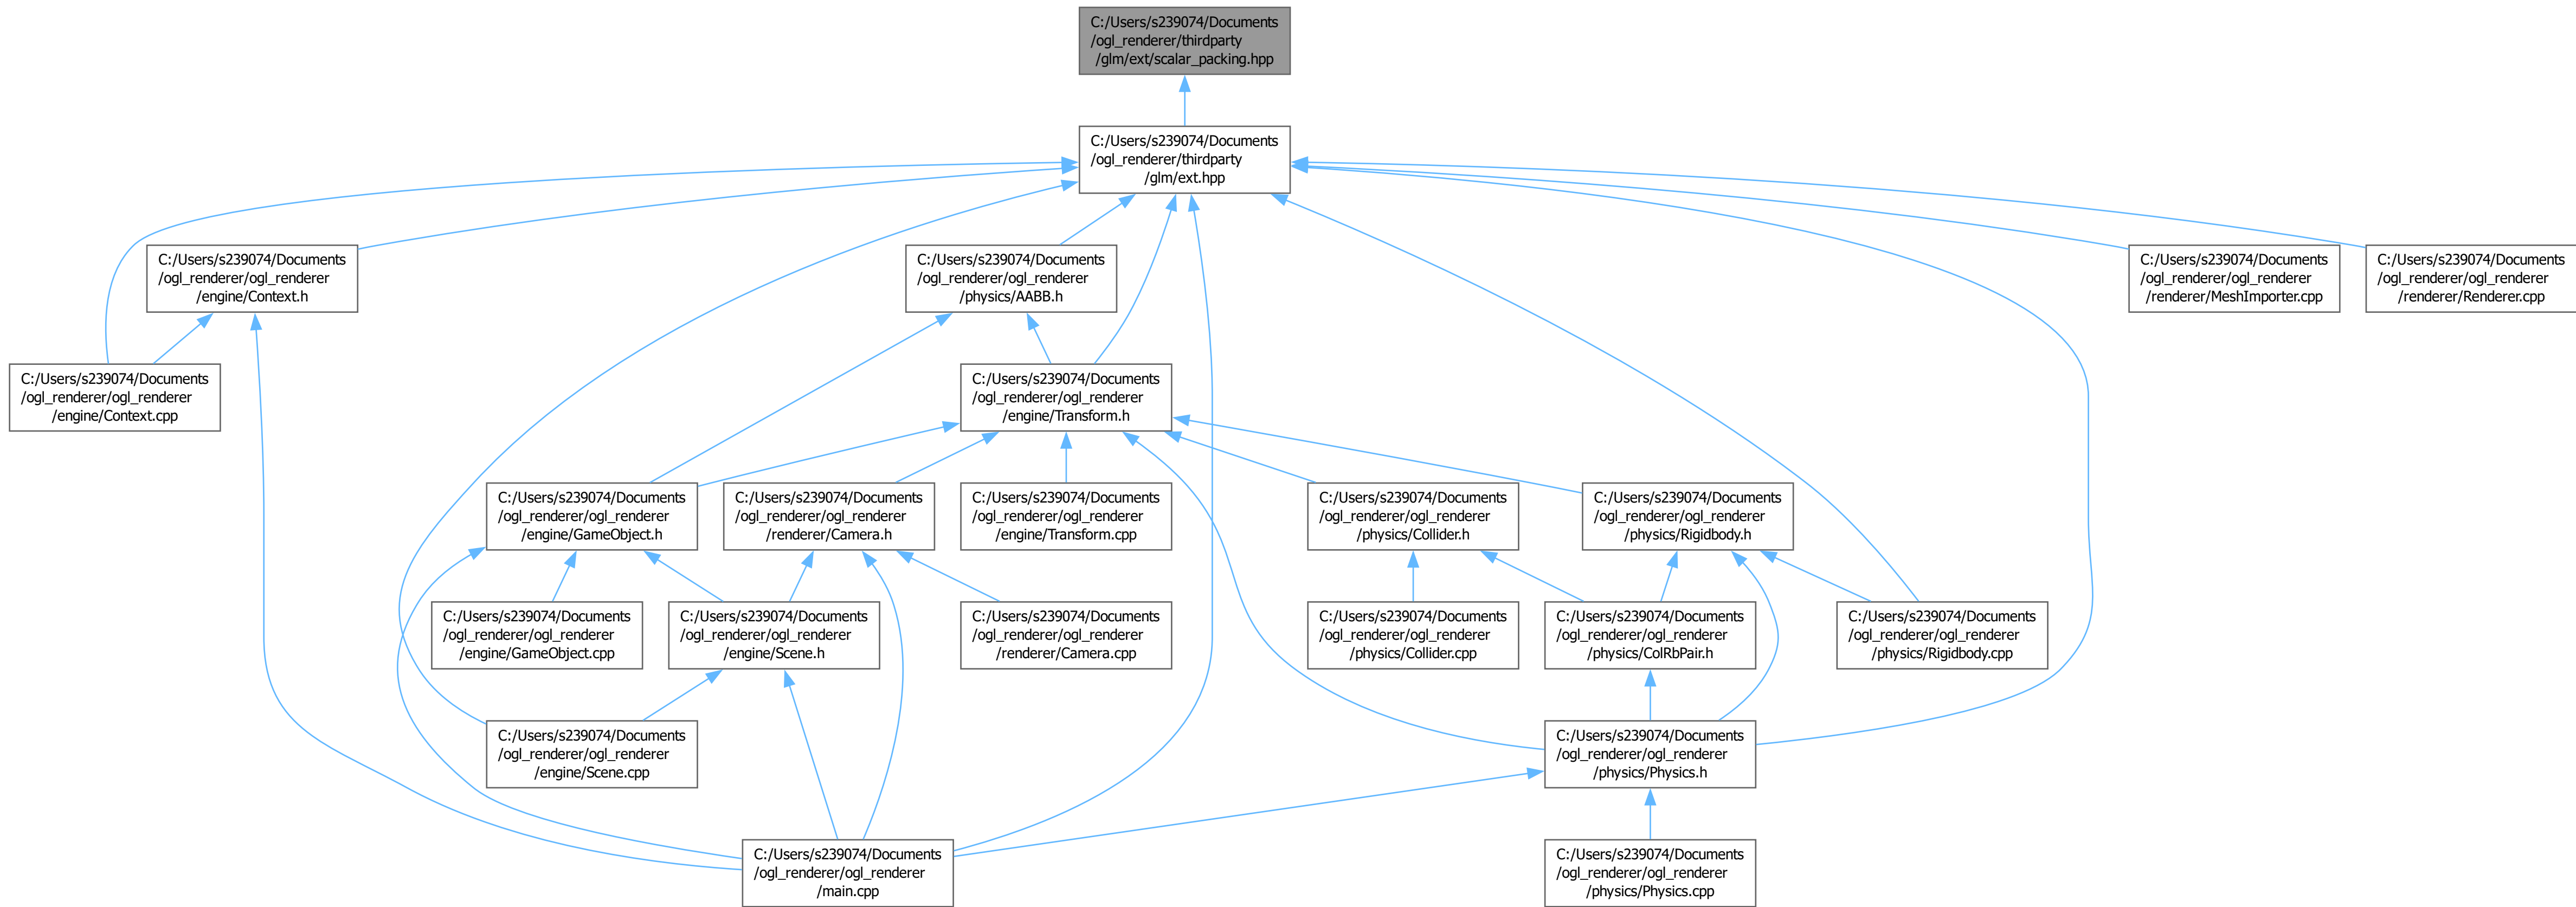 C:/Users/s239074/Documents
/ogl_renderer/thirdparty
/glm/ext/scalar_packing.hpp
C:/Users/s239074/Documents
/ogl_renderer/thirdparty
/glm/ext.hpp
C:/Users/s239074/Documents
/ogl_renderer/ogl_renderer
/engine/Context.h
C:/Users/s239074/Documents
/ogl_renderer/ogl_renderer
/physics/AABB.h
C:/Users/s239074/Documents
/ogl_renderer/ogl_renderer
/renderer/MeshImporter.cpp
C:/Users/s239074/Documents
/ogl_renderer/ogl_renderer
/renderer/Renderer.cpp
C:/Users/s239074/Documents
/ogl_renderer/ogl_renderer
/engine/Context.cpp
C:/Users/s239074/Documents
/ogl_renderer/ogl_renderer
/engine/Transform.h
C:/Users/s239074/Documents
/ogl_renderer/ogl_renderer
/engine/GameObject.h
C:/Users/s239074/Documents
/ogl_renderer/ogl_renderer
/renderer/Camera.h
C:/Users/s239074/Documents
/ogl_renderer/ogl_renderer
/engine/Transform.cpp
C:/Users/s239074/Documents
/ogl_renderer/ogl_renderer
/physics/Collider.h
C:/Users/s239074/Documents
/ogl_renderer/ogl_renderer
/physics/Rigidbody.h
C:/Users/s239074/Documents
/ogl_renderer/ogl_renderer
/engine/GameObject.cpp
C:/Users/s239074/Documents
/ogl_renderer/ogl_renderer
/engine/Scene.h
C:/Users/s239074/Documents
/ogl_renderer/ogl_renderer
/renderer/Camera.cpp
C:/Users/s239074/Documents
/ogl_renderer/ogl_renderer
/physics/Collider.cpp
C:/Users/s239074/Documents
/ogl_renderer/ogl_renderer
/physics/ColRbPair.h
C:/Users/s239074/Documents
/ogl_renderer/ogl_renderer
/physics/Rigidbody.cpp
C:/Users/s239074/Documents
/ogl_renderer/ogl_renderer
/engine/Scene.cpp
C:/Users/s239074/Documents
/ogl_renderer/ogl_renderer
/physics/Physics.h
C:/Users/s239074/Documents
/ogl_renderer/ogl_renderer
/main.cpp
C:/Users/s239074/Documents
/ogl_renderer/ogl_renderer
/physics/Physics.cpp